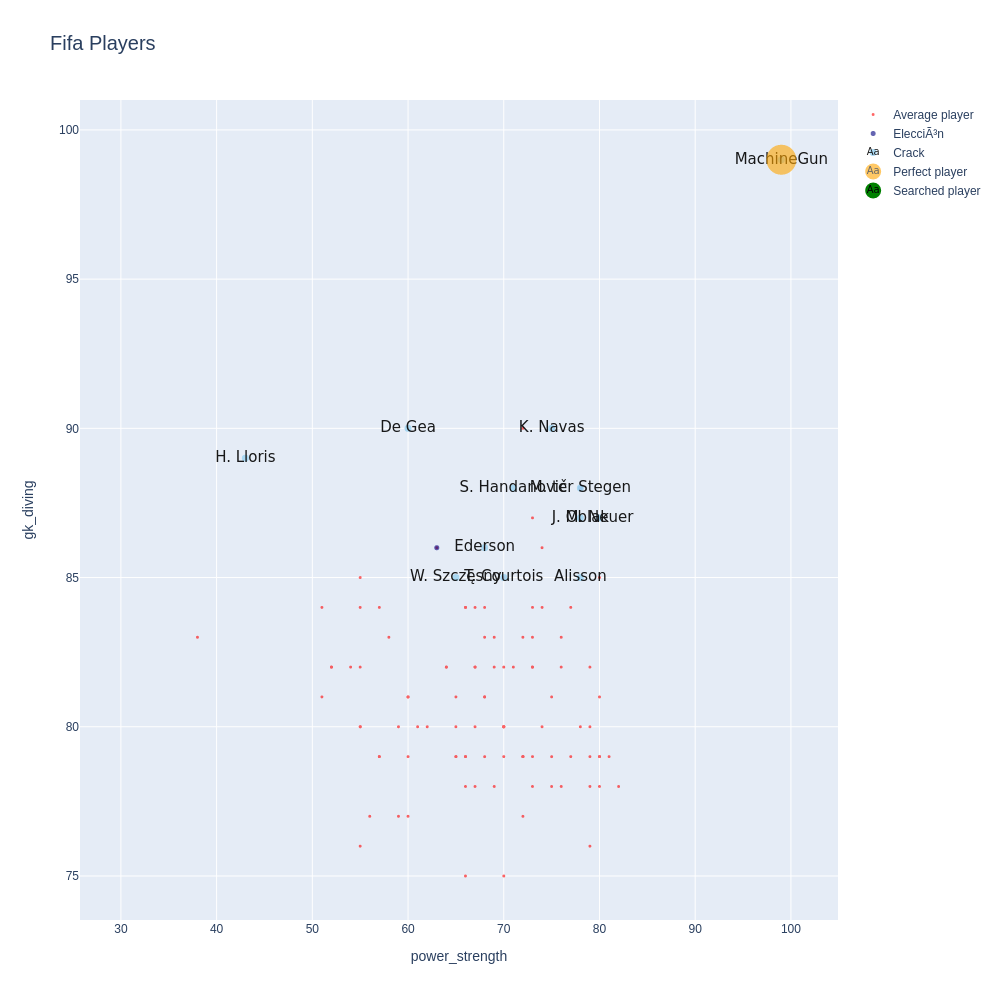 Fifa Players
Average player
ElecciÃ³n
Aa Crack
Aa Perfect player
Aa Searched player
100
95
90
85
80
75
gk_diving
MachineGun
De Gea
K. Navas
H. Lloris
S. Handanovič
M. ter Stegen
J. Oblak
M. Neuer
Ederson
W. Szczęsny
T. Courtois
Alisson
30 40 50 60 70 80 90 100
power_strength